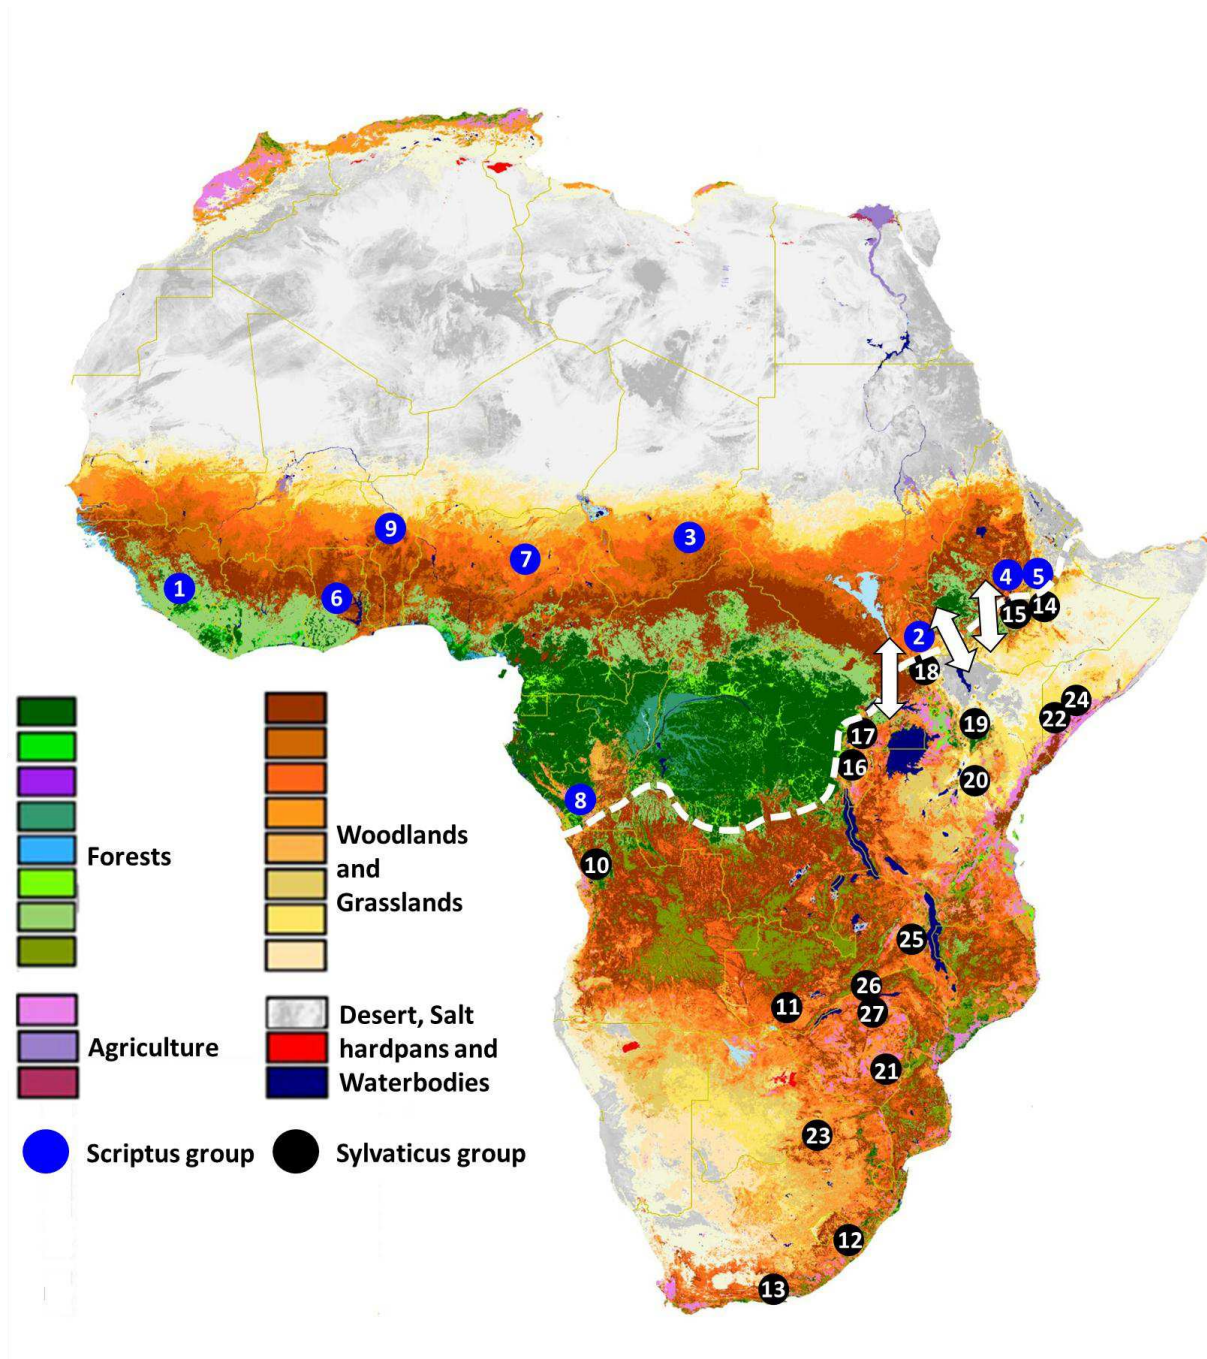 9
3
7
1
6
4
5
15
14
2
18
24
22
19
17
16
20
8
10
25
26
11
27
21
23
12
13
Forests
Woodlands
and
Grasslands
Agriculture
Desert, Salt
hardpans and
Waterbodies
Scriptus group
Sylvaticus group